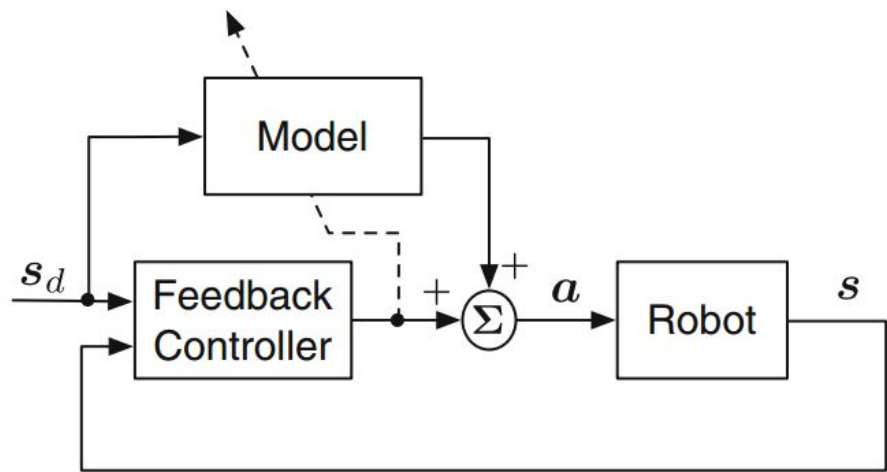 Model
s_d
Feedback
Controller
+
+
Σ
a
Robot
s